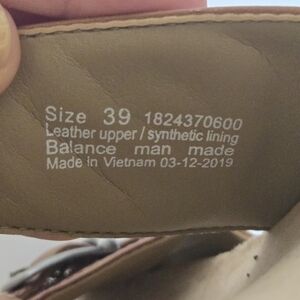 Size 39 1824370600
Leather upper / synthetic lining
Balance man made
Made in Vietnam 03-12-2019